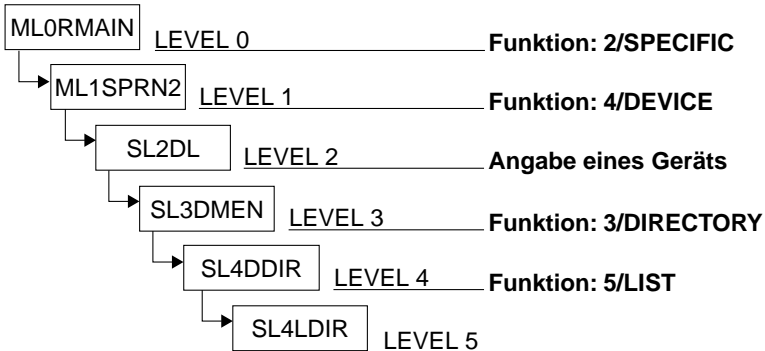 ML0RMAIN LEVEL 0 Funktion: 2/SPECIFIC
ML1SPRN2 LEVEL 1 Funktion: 4/DEVICE
SL2DL LEVEL 2 Angabe eines Geräts
SL3DMEN LEVEL 3 Funktion: 3/DIRECTORY
SL4DDIR LEVEL 4 Funktion: 5/LIST
SL4LDIR LEVEL 5